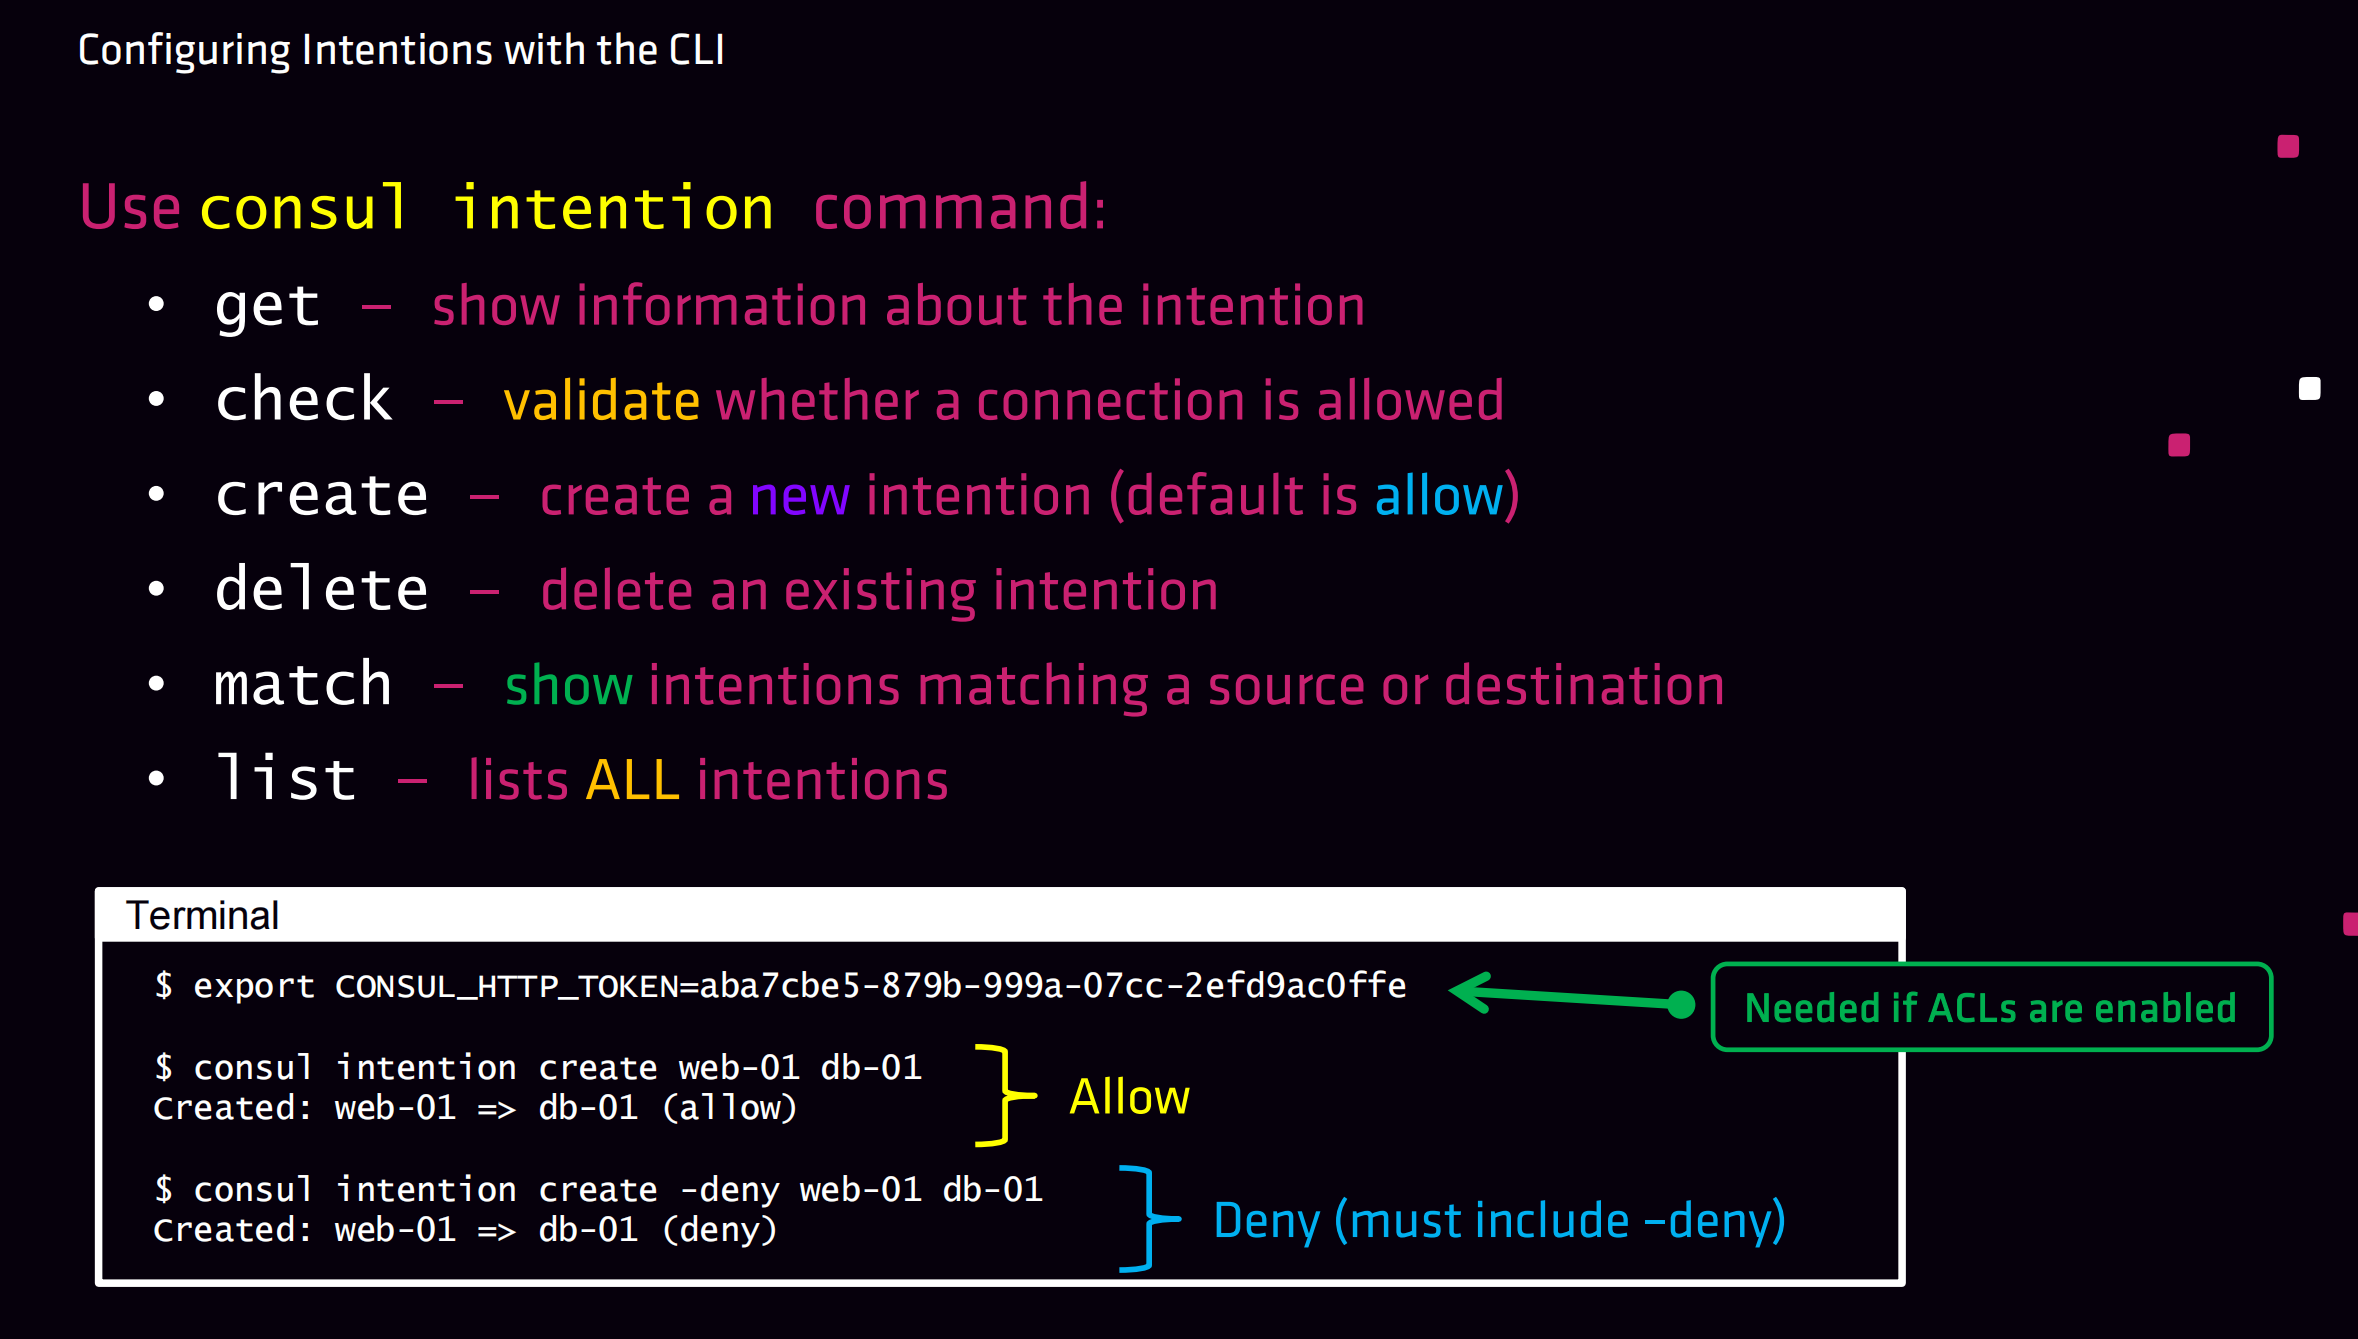 Configuring Intentions with the CLI
Use consul intention command:
• get – show information about the intention
• check – validate whether a connection is allowed
• create – create a new intention (default is allow)
• delete – delete an existing intention
• match – show intentions matching a source or destination
• list – lists ALL intentions
Terminal
$ export CONSUL_HTTP_TOKEN=aba7cbe5-879b-999a-07cc-2efd9ac0ffe
Needed if ACLs are enabled
$ consul intention create web-01 db-01
Created: web-01 => db-01 (allow)
Allow
$ consul intention create -deny web-01 db-01
Created: web-01 => db-01 (deny)
Deny (must include –deny)